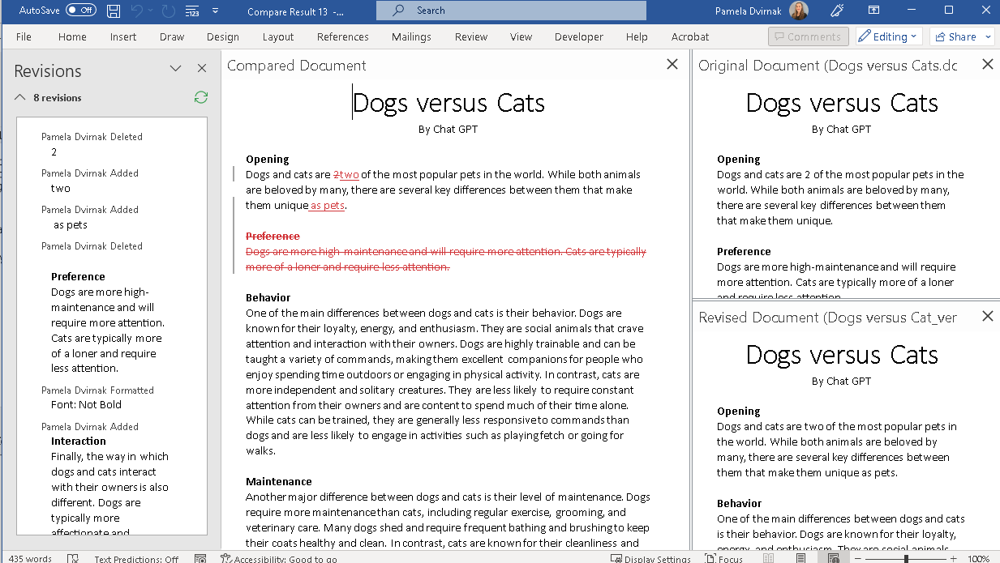 AutoSave Off Compare Result 13 -... Search Pamela Dvirnak
File Home Insert Draw Design Layout References Mailings Review View Developer Help Acrobat Comments Editing Share
Revisions
8 revisions
Pamela Dvirnak Deleted
2
Pamela Dvirnak Added
two
Pamela Dvirnak Added
as pets
Pamela Dvirnak Deleted
Preference
Dogs are more high-
maintenance and will
require more attention.
Cats are typically more
of a loner and require
less attention.
Pamela Dvirnak Formatted
Font: Not Bold
Pamela Dvirnak Added
Interaction
Finally, the way in which
dogs and cats interact
with their owners is also
different. Dogs are
typically more
affectionate and
Compared Document
Dogs versus Cats
By Chat GPT
Opening
Dogs and cats are 2two of the most popular pets in the world. While both animals
are beloved by many, there are several key differences between them that make
them unique as pets.
Preference
Dogs are more high-maintenance and will require more attention. Cats are typically
more of a loner and require less attention.
Behavior
One of the main differences between dogs and cats is their behavior. Dogs are
known for their loyalty, energy, and enthusiasm. They are social animals that crave
attention and interaction with their owners. Dogs are highly trainable and can be
taught a variety of commands, making them excellent companions for people who
enjoy spending time outdoors or engaging in physical activity. In contrast, cats are
more independent and solitary creatures. They are less likely to require constant
attention from their owners and are content to spend much of their time alone.
While cats can be trained, they are generally less responsive to commands than
dogs and are less likely to engage in activities such as playing fetch or going for
walks.
Maintenance
Another major difference between dogs and cats is their level of maintenance. Dogs
require more maintenance than cats, including regular exercise, grooming, and
veterinary care. Many dogs shed and require frequent bathing and brushing to keep
their coats healthy and clean. In contrast, cats are known for their cleanliness and
Original Document (Dogs versus Cats.dc
Dogs versus Cats
By Chat GPT
Opening
Dogs and cats are 2 of the most popular pets in the
world. While both animals are beloved by many,
there are several key differences between them
that make them unique.
Preference
Dogs are more high-maintenance and will require
more attention. Cats are typically more of a loner
and require less attention.
Revised Document (Dogs versus Cat_ver
Dogs versus Cats
By Chat GPT
Opening
Dogs and cats are two of the most popular pets in
the world. While both animals are beloved by
many, there are several key differences between
them that make them unique as pets.
Behavior
One of the main differences between dogs and cats
is their behavior. Dogs are known for their loyalty,
energy, and enthusiasm. They are social animals
435 words Text Predictions: Off Accessibility: Good to go Display Settings Focus 100%